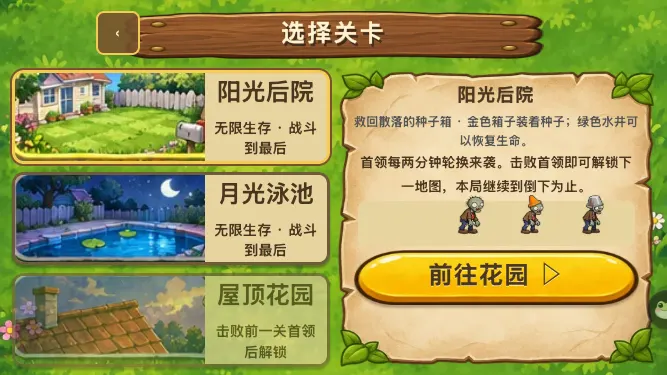 ‹
选择关卡
阳光后院
无限生存 · 战斗
到最后
月光泳池
无限生存 · 战斗
到最后
屋顶花园
击败前一关首领
后解锁
阳光后院
救回散落的种子箱 · 金色箱子装着种子；绿色水井可
以恢复生命。
首领每两分钟轮换来袭。击败首领即可解锁下
一地图，本局继续到倒下为止。
前往花园 ▷